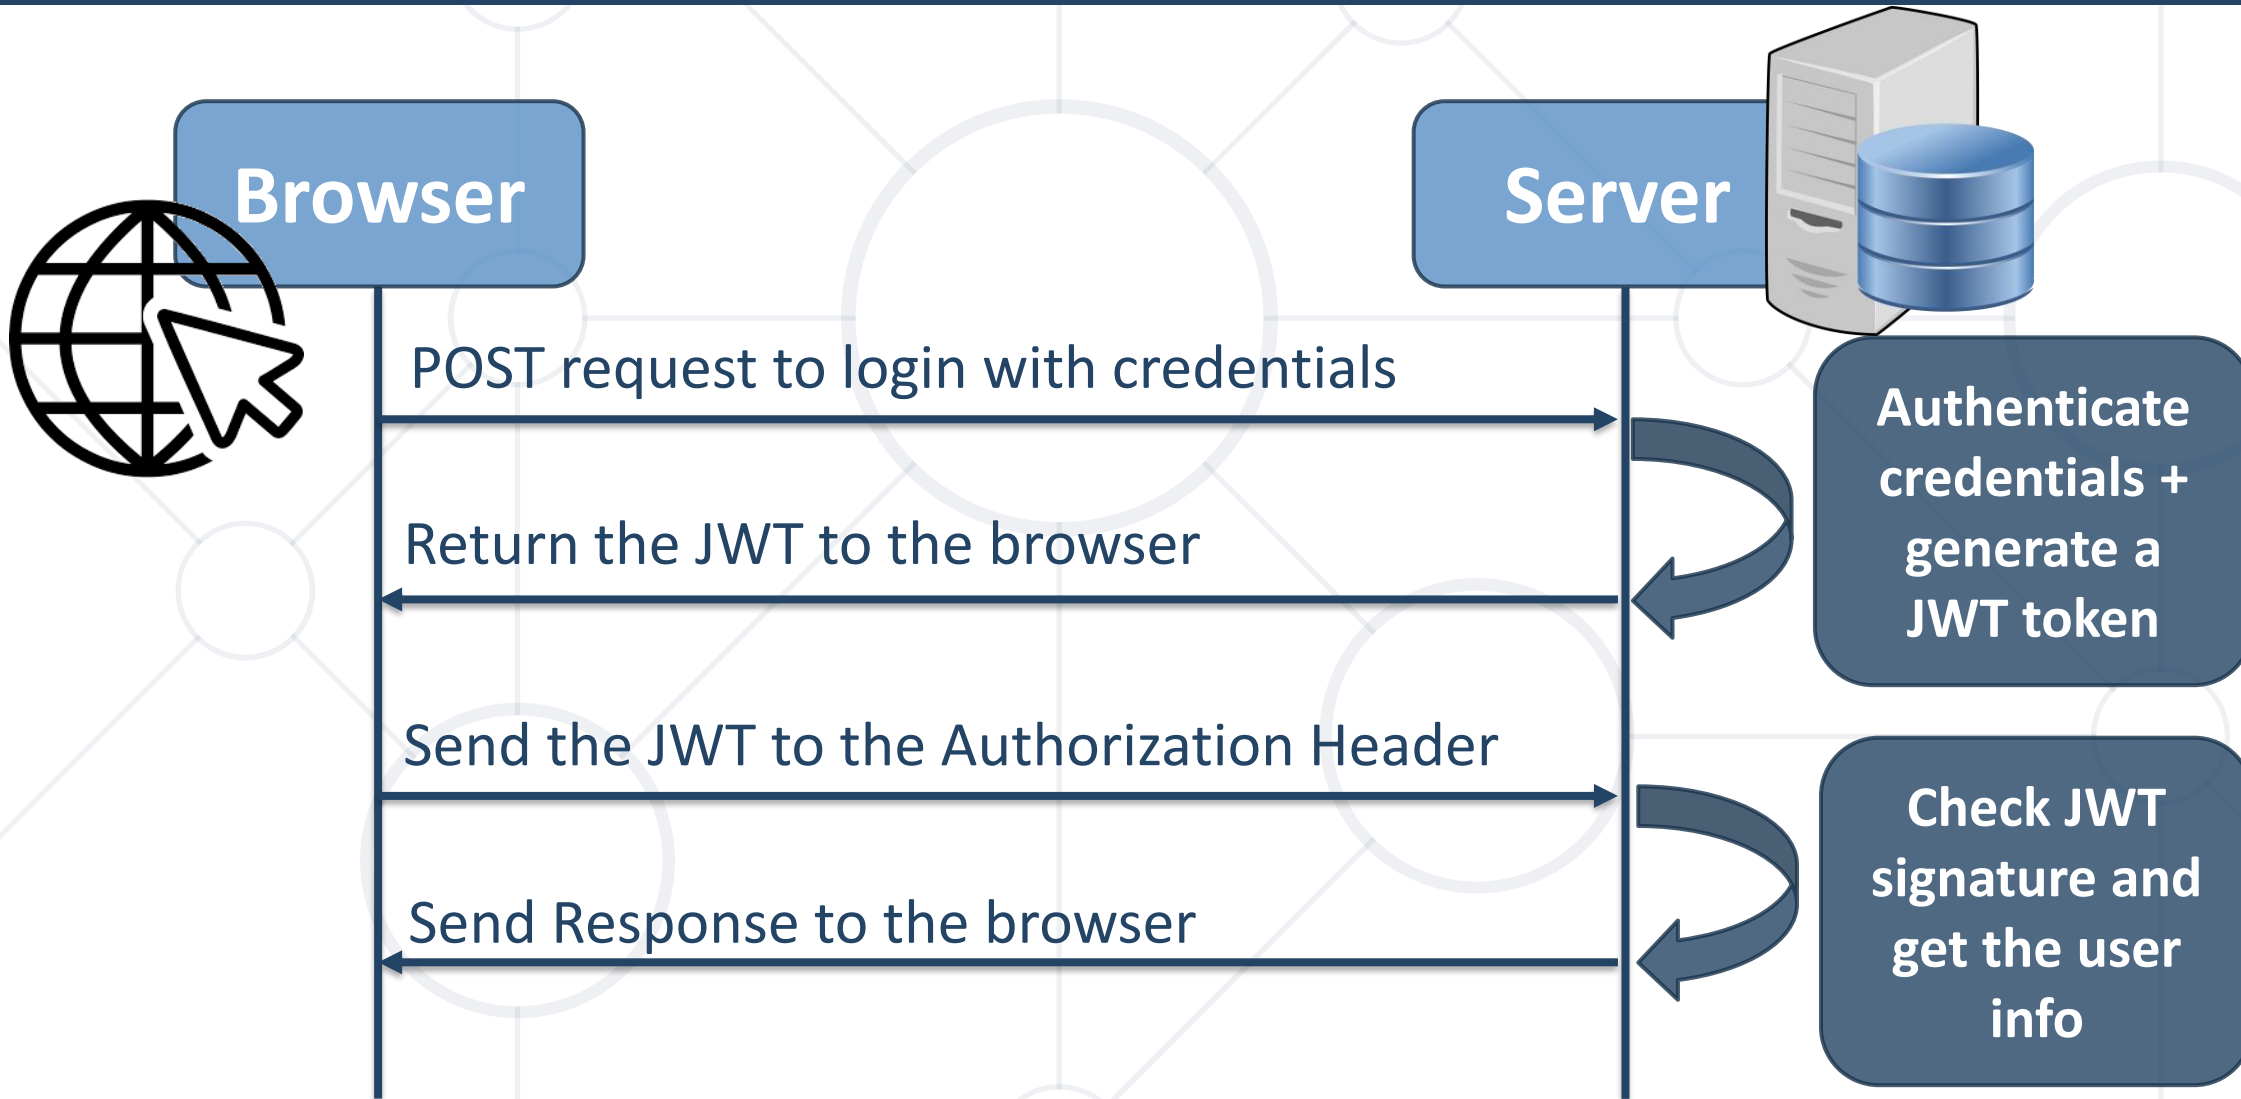 Browser
Server
POST request to login with credentials
Authenticate
credentials +
generate a
JWT token
Return the JWT to the browser
Send the JWT to the Authorization Header
Check JWT
signature and
get the user
info
Send Response to the browser